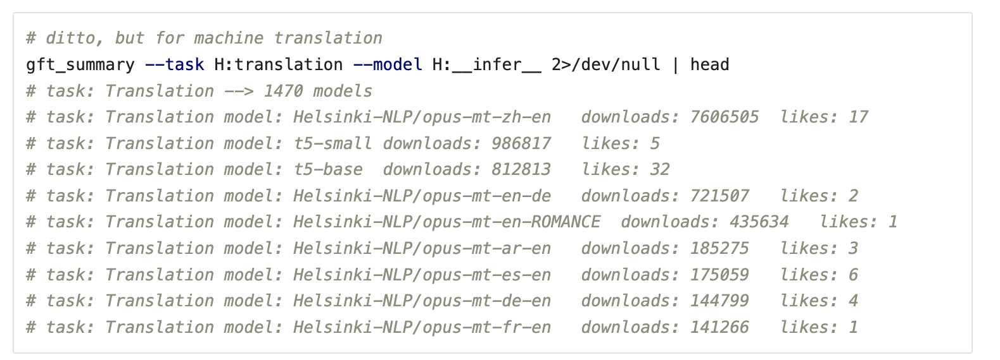 # ditto, but for machine translation
gft_summary --task H:translation --model H:__infer__ 2>/dev/null | head
# task: Translation --> 1470 models
# task: Translation model: Helsinki-NLP/opus-mt-zh-en   downloads: 7606505  likes: 17
# task: Translation model: t5-small downloads: 986817   likes: 5
# task: Translation model: t5-base  downloads: 812813   likes: 32
# task: Translation model: Helsinki-NLP/opus-mt-en-de   downloads: 721507   likes: 2
# task: Translation model: Helsinki-NLP/opus-mt-en-ROMANCE  downloads: 435634   likes: 1
# task: Translation model: Helsinki-NLP/opus-mt-ar-en   downloads: 185275   likes: 3
# task: Translation model: Helsinki-NLP/opus-mt-es-en   downloads: 175059   likes: 6
# task: Translation model: Helsinki-NLP/opus-mt-de-en   downloads: 144799   likes: 4
# task: Translation model: Helsinki-NLP/opus-mt-fr-en   downloads: 141266   likes: 1